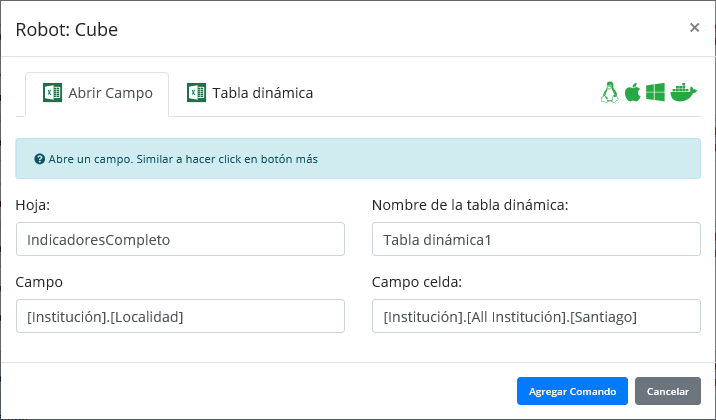 Robot: Cube
×
Abrir Campo
Tabla dinámica
Abre un campo. Similar a hacer click en botón más
Hoja:
Nombre de la tabla dinámica:
IndicadoresCompleto
Tabla dinámica1
Campo
Campo celda:
[Institución].[Localidad]
[Institución].[All Institución].[Santiago]
Agregar Comando
Cancelar